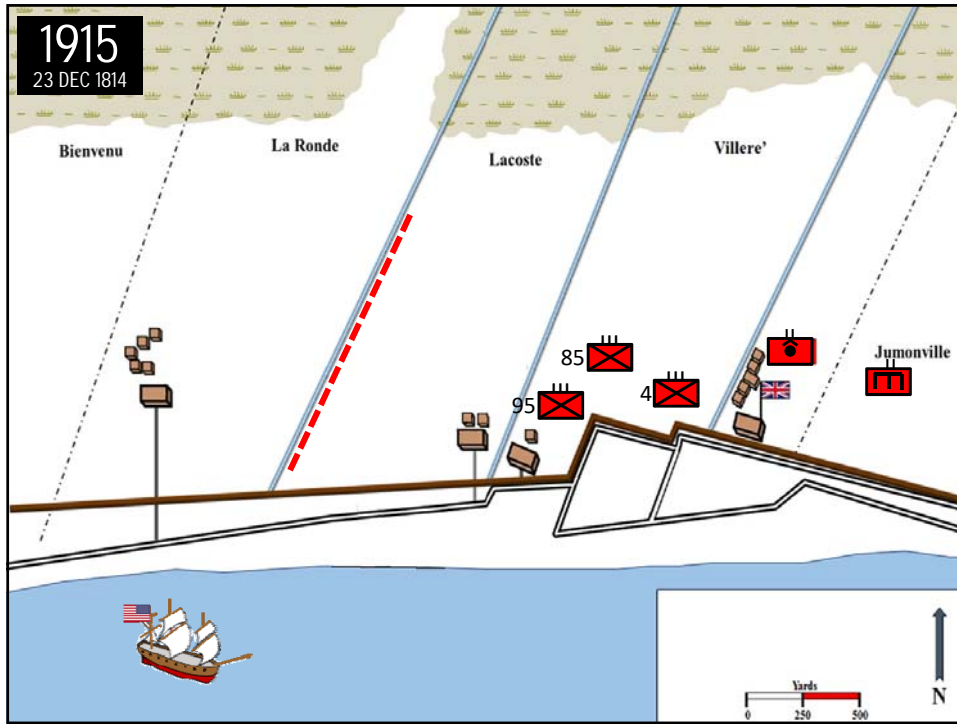 1915
23 DEC 1814
Bienvenu
La Ronde
Lacoste
Villere'
Jumonville
85
95
4
Yards
0 250 500
N